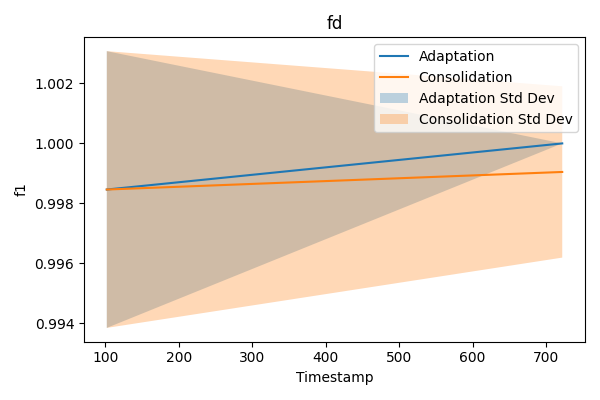 fd
Adaptation
Consolidation
Adaptation Std Dev
Consolidation Std Dev
f1
1.002
1.000
0.998
0.996
0.994
100 200 300 400 500 600 700
Timestamp